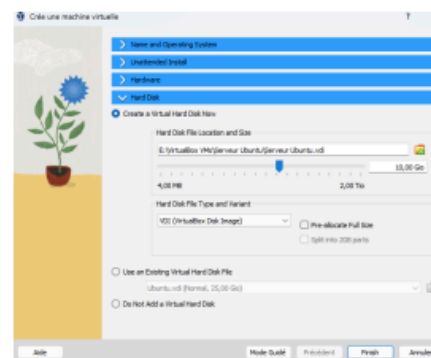 Crée une machine virtuelle
?
Name and Operating System
Unattended Install
Hardware
Hard Disk
Create a Virtual Hard Disk Now
Hard Disk File Location and Size
E:\VirtualBox VMs\Serveur Ubuntu\Serveur Ubuntu.vdi
10,00 Gio
4,00 MB
2,00 Tio
Hard Disk File Type and Variant
VDI (VirtualBox Disk Image)
Pre-allocate Full Size
Split into 2GB parts
Use an Existing Virtual Hard Disk File
Ubuntu.vdi (Normal, 25,00 Gio)
Do Not Add a Virtual Hard Disk
Aide
Mode Guidé
Précédent
Finish
Annuler